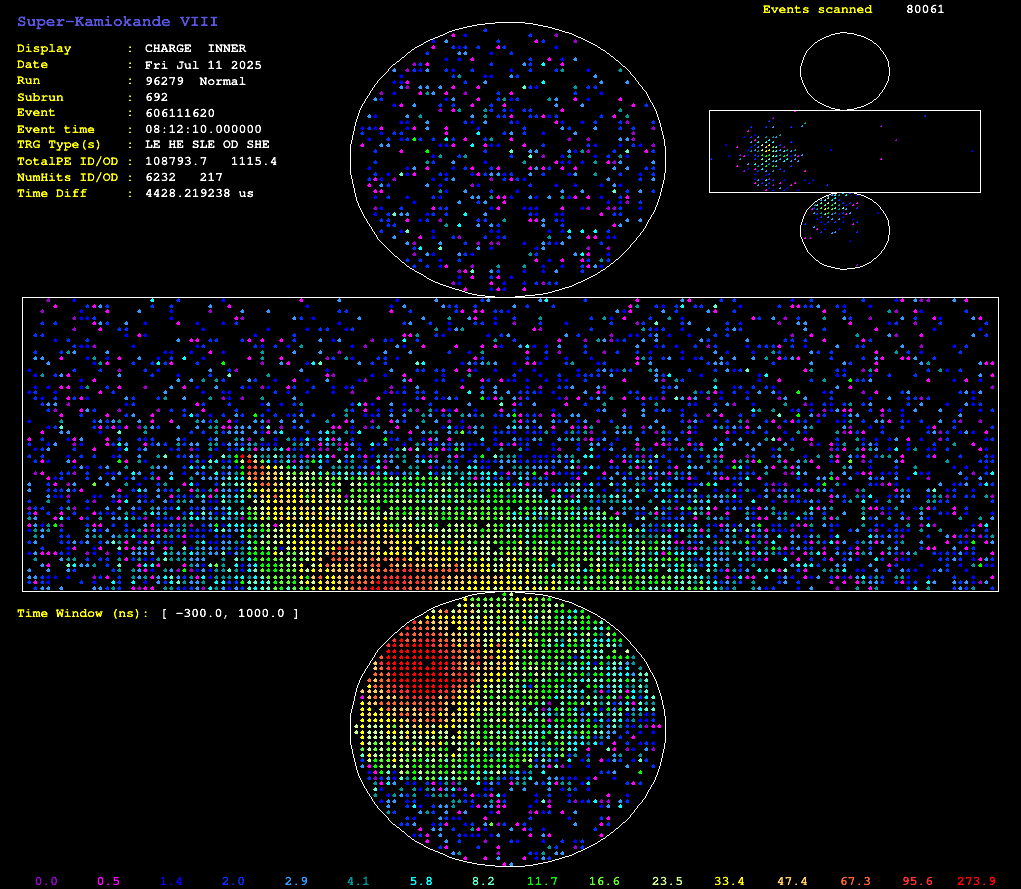 Super-Kamiokande VIII
Events scanned 80061
Display : CHARGE INNER
Date : Fri Jul 11 2025
Run : 96279 Normal
Subrun : 692
Event : 606111620
Event time : 08:12:10.000000
TRG Type(s) : LE HE SLE OD SHE
TotalPE ID/OD : 108793.7 1115.4
NumHits ID/OD : 6232 217
Time Diff : 4428.219238 us
Time Window (ns): [ -300.0, 1000.0 ]
0.0 0.5 1.4 2.0 2.9 4.1 5.8 8.2 11.7 16.6 23.5 33.4 47.4 67.3 95.6 273.9